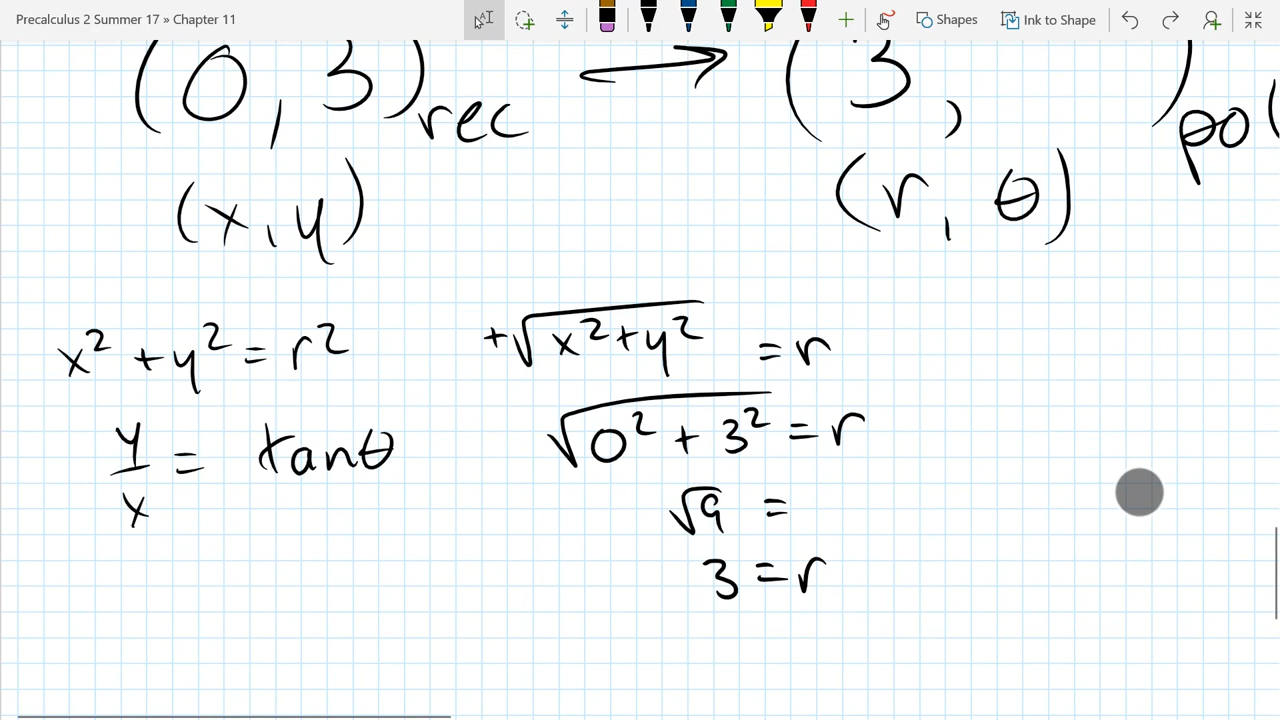 Precalculus 2 Summer 17 » Chapter 11
Shapes
Ink to Shape
(0, 3)rec ⟷ (3, )pol
(x, y)
(r, θ)
x² + y² = r²
+√(x² + y²) = r
y/x = tanθ
√(0² + 3²) = r
√9 =
3 = r